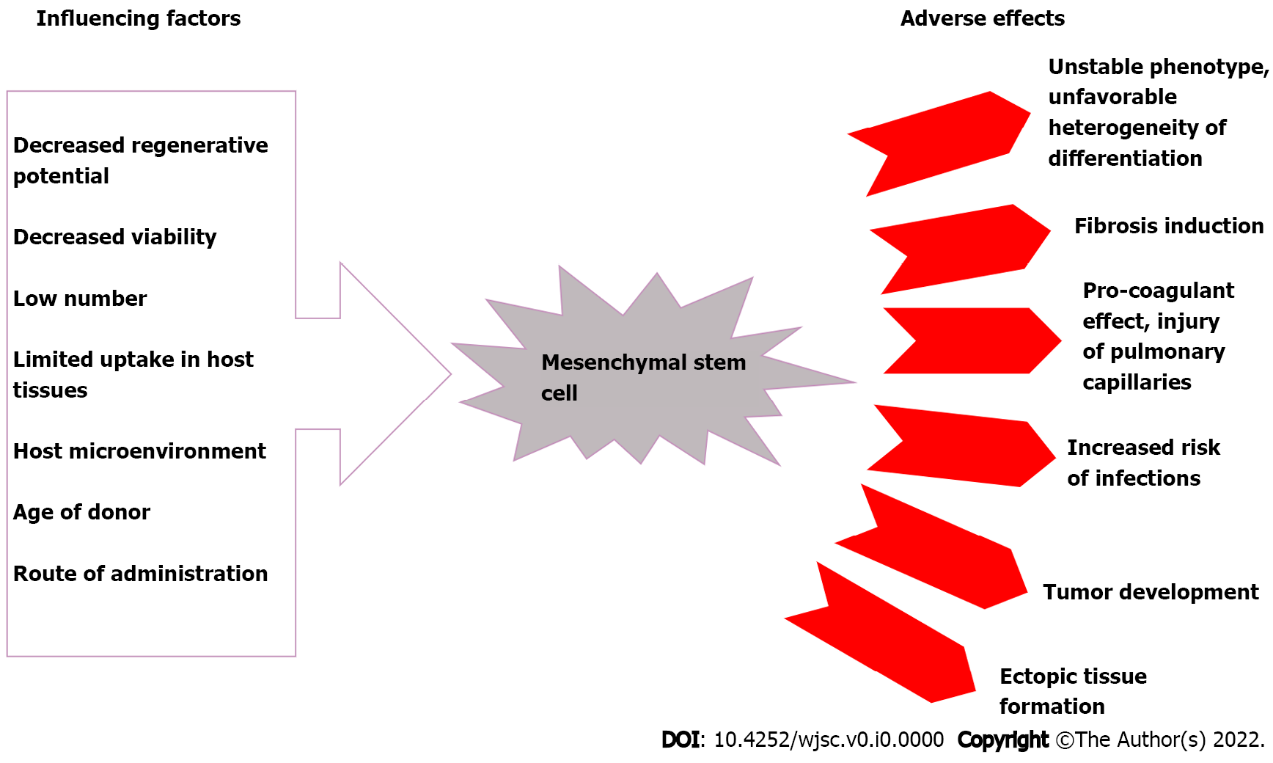 Influencing factors
Decreased regenerative
potential
Decreased viability
Low number
Limited uptake in host
tissues
Host microenvironment
Age of donor
Route of administration
Mesenchymal stem
cell
Adverse effects
Unstable phenotype,
unfavorable
heterogeneity of
differentiation
Fibrosis induction
Pro-coagulant
effect, injury
of pulmonary
capillaries
Increased risk
of infections
Tumor development
Ectopic tissue
formation
DOI: 10.4252/wjsc.v0.i0.0000 Copyright ©The Author(s) 2022.